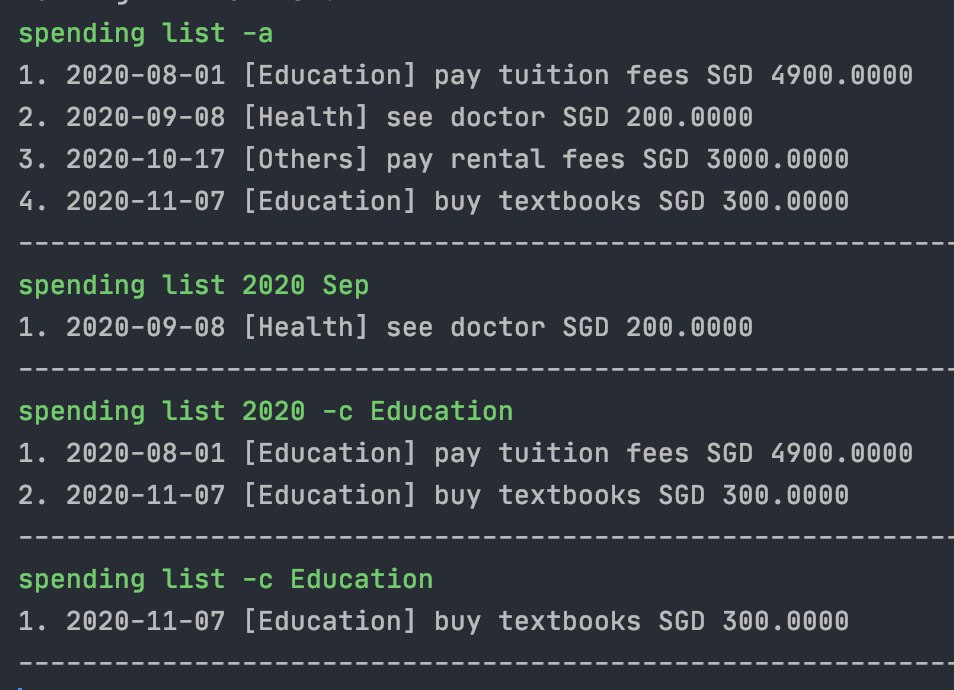 spending list -a
1. 2020-08-01 [Education] pay tuition fees SGD 4900.0000
2. 2020-09-08 [Health] see doctor SGD 200.0000
3. 2020-10-17 [Others] pay rental fees SGD 3000.0000
4. 2020-11-07 [Education] buy textbooks SGD 300.0000
------------------------------------------------------------
spending list 2020 Sep
1. 2020-09-08 [Health] see doctor SGD 200.0000
------------------------------------------------------------
spending list 2020 -c Education
1. 2020-08-01 [Education] pay tuition fees SGD 4900.0000
2. 2020-11-07 [Education] buy textbooks SGD 300.0000
------------------------------------------------------------
spending list -c Education
1. 2020-11-07 [Education] buy textbooks SGD 300.0000
------------------------------------------------------------